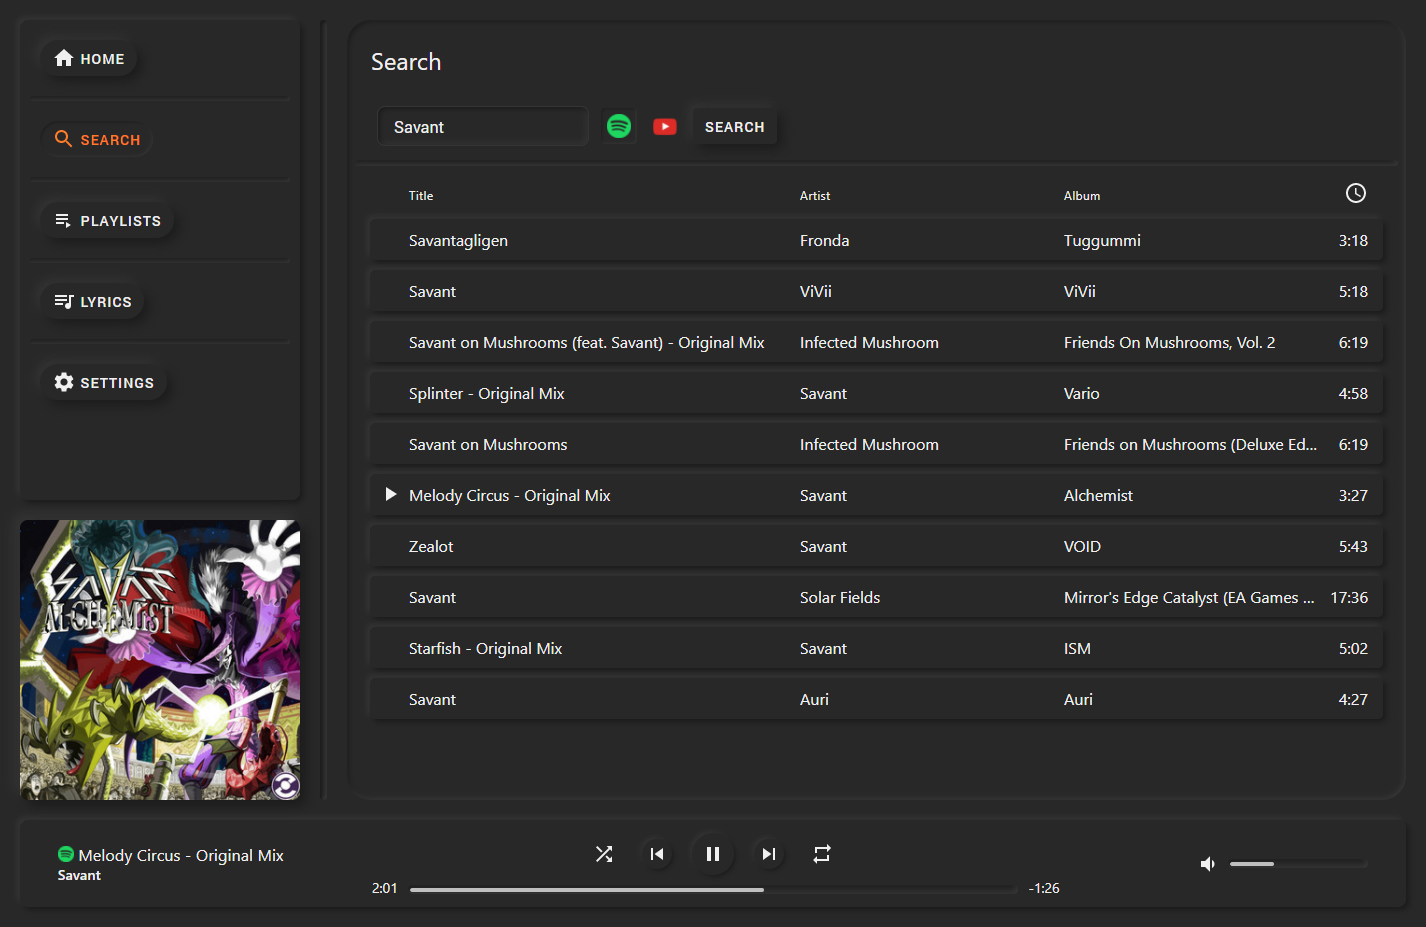 HOME
SEARCH
PLAYLISTS
LYRICS
SETTINGS
SAVANT
ALCHEMIST
Search
Savant SEARCH
Title Artist Album
Savantagligen Fronda Tuggummi 3:18
Savant ViVii ViVii 5:18
Savant on Mushrooms (feat. Savant) - Original Mix Infected Mushroom Friends On Mushrooms, Vol. 2 6:19
Splinter - Original Mix Savant Vario 4:58
Savant on Mushrooms Infected Mushroom Friends on Mushrooms (Deluxe Ed... 6:19
Melody Circus - Original Mix Savant Alchemist 3:27
Zealot Savant VOID 5:43
Savant Solar Fields Mirror's Edge Catalyst (EA Games ... 17:36
Starfish - Original Mix Savant ISM 5:02
Savant Auri Auri 4:27
Melody Circus - Original Mix
Savant
2:01 -1:26